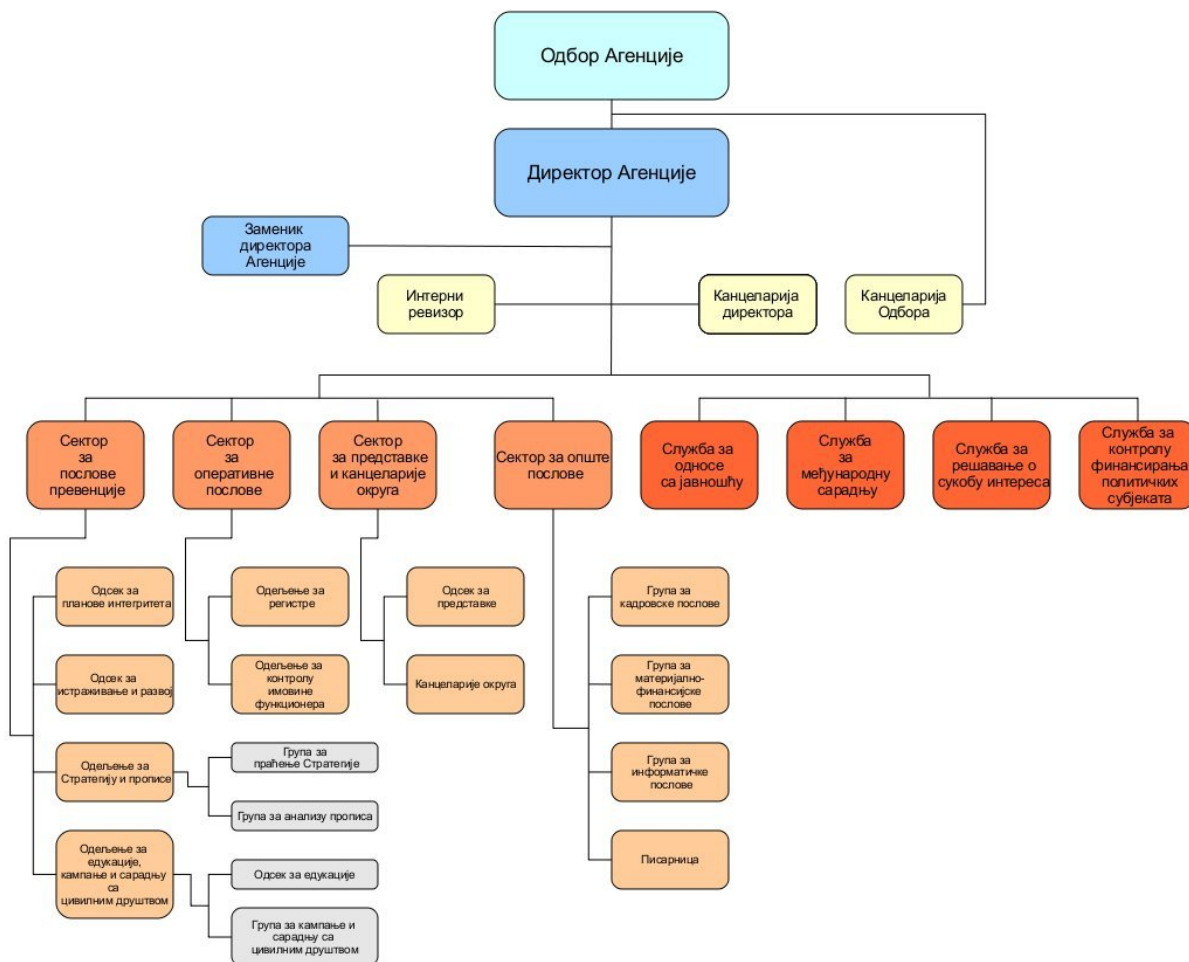 Одбор Агенције
Директор Агенције
Заменик
директора
Агенције
Интерни
ревизор
Канцеларија
директора
Канцеларија
Одбора
Сектор
за
послове
превенције
Сектор
за
оперативне
послове
Сектор
за представке
и канцеларије
округа
Сектор за опште
послове
Служба за
односе
са јавношћу
Служба
за
међународну
сарадњу
Служба за
решавање о
сукобу интереса
Служба за
контролу
финансирања
политичких
субјеката
Одсек за
планове интегритета
Одсек за
истраживање и развој
Одељење за
Стратегију и прописе
Група за
праћење Стратегије
Група за анализу прописа
Одељење за
едукације,
кампање и сарадњу
са
цивилним друштвом
Одсек за едукације
Група за кампање и
сарадњу са
цивилним друштвом
Одељење за
регистре
Одељење за
контролу
имовине
функционера
Одсек за
представке
Канцеларије округа
Група за
кадровске послове
Група за
материјално-
финансијске
послове
Група за
информатичке
послове
Писарница